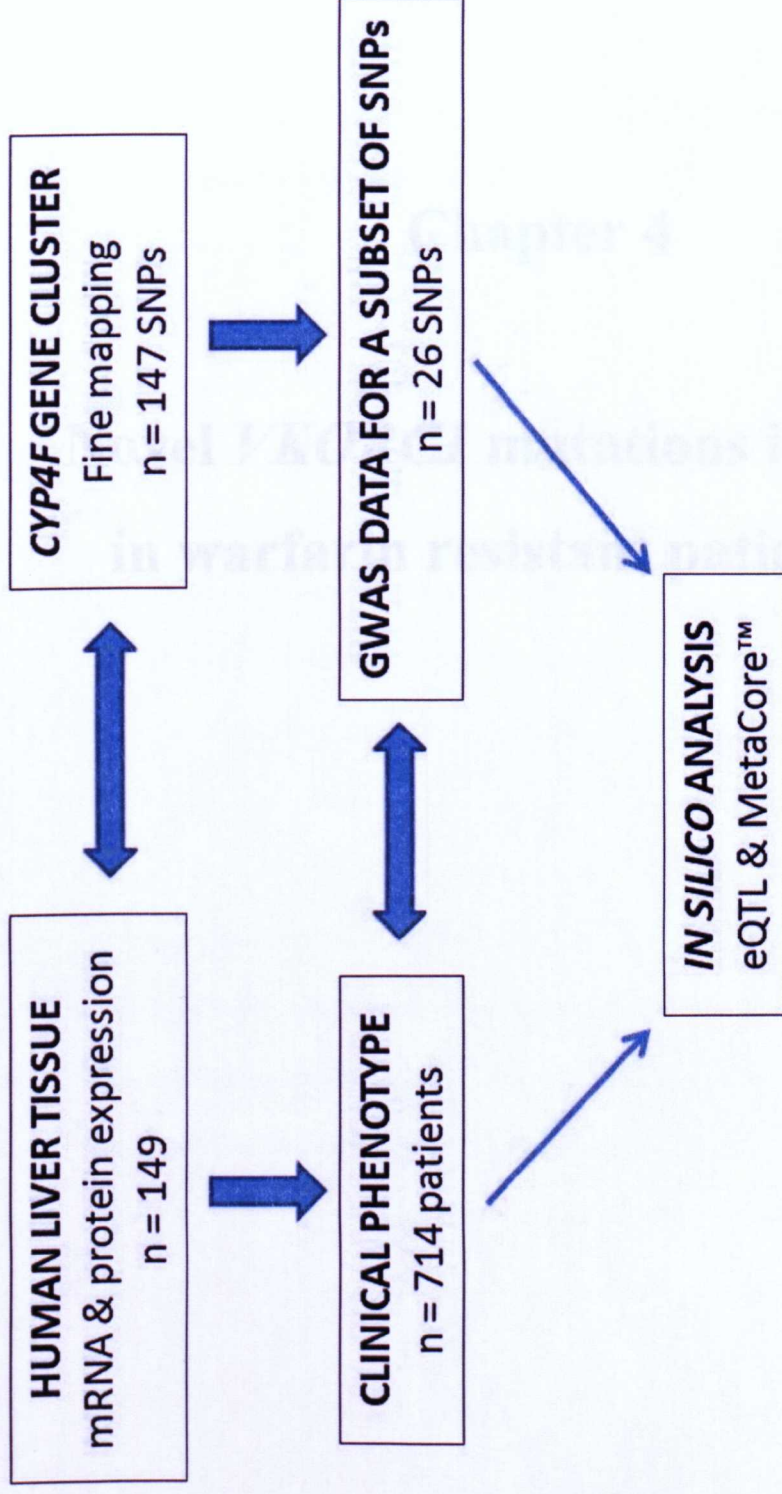 HUMAN LIVER TISSUE
mRNA & protein expression
n = 149
CYP4F GENE CLUSTER
Fine mapping
n = 147 SNPs
CLINICAL PHENOTYPE
n = 714 patients
GWAS DATA FOR A SUBSET OF SNPs
n = 26 SNPs
IN SILICO ANALYSIS
eQTL & MetaCore™
Chapter 4
mutations
in warfarin resistant